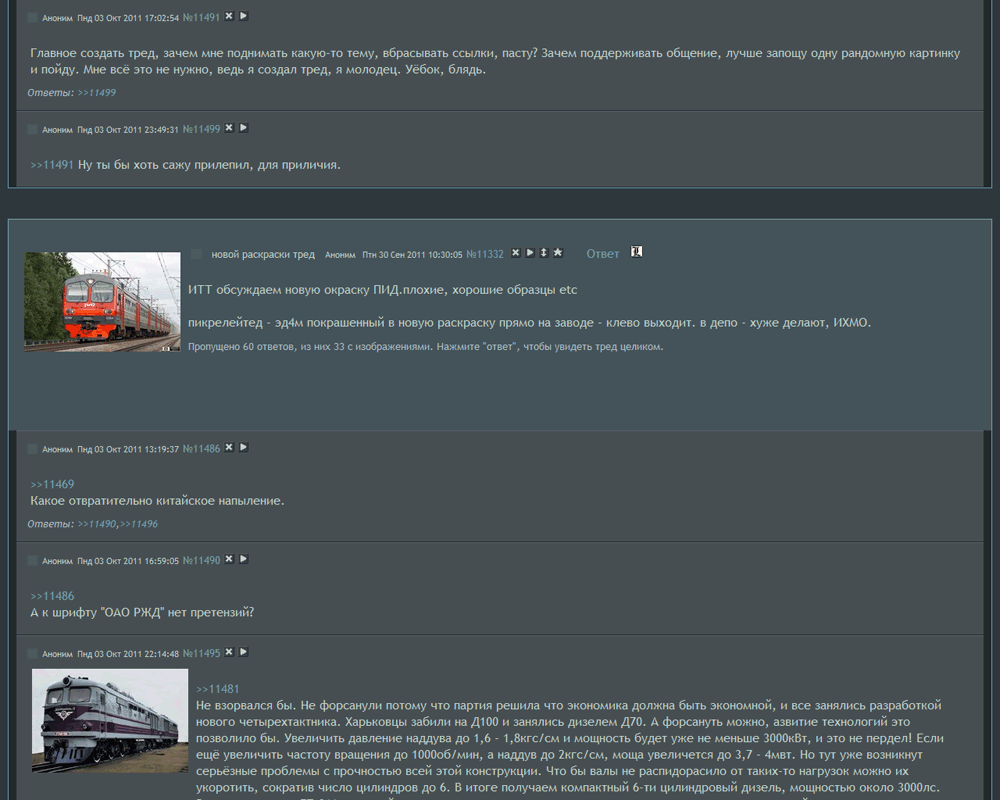 Аноним Пнд 03 Окт 2011 17:02:54 №11491
Главное создать тред, зачем мне поднимать какую-то тему, вбрасывать ссылки, пасту? Зачем поддерживать общение, лучше запощу одну рандомную картинку
и пойду. Мне всё это не нужно, ведь я создал тред, я молодец. Уёбок, блядь.
Ответы: >>11499
Аноним Пнд 03 Окт 2011 23:49:31 №11499
>>11491 Ну ты бы хоть сажу прилепил, для приличия.
новой раскраски тред Аноним Птн 30 Сен 2011 10:30:05 №11332 Ответ
ИТТ обсуждаем новую окраску ПИД.плохие, хорошие образцы etc
пикрелейтед - эд4м покрашенный в новую раскраску прямо на заводе - клево выходит. в депо - хуже делают, ИХМО.
Пропущено 60 ответов, из них 33 с изображениями. Нажмите "ответ", чтобы увидеть тред целиком.
Аноним Пнд 03 Окт 2011 13:19:37 №11486
>>11469
Какое отвратительно китайское напыление.
Ответы: >>11490,>>11496
Аноним Пнд 03 Окт 2011 16:59:05 №11490
>>11486
А к шрифту "ОАО РЖД" нет претензий?
Аноним Пнд 03 Окт 2011 22:14:48 №11495
>>11481
Не взорвался бы. Не форсанули потому что партия решила что экономика должна быть экономной, и все занялись разработкой
нового четырехтактника. Харьковцы забили на Д100 и занялись дизелем Д70. А форсануть можно, азвитие технологий это
позволило бы. Увеличить давление наддува до 1,6 - 1,8кгс/см и мощность будет уже не меньше 3000кВт, и это не пердел! Если
ещё увеличить частоту вращения до 1000об/мин, а наддув до 2кгс/см, моща увеличится до 3,7 - 4мвт. Но тут уже возникнут
серьёзные проблемы с прочностью всей этой конструкции. Что бы валы не распидорасило от таких-то нагрузок можно их
укоротить, сократив число цилиндров до 6. В итоге получаем компактный 6-ти цилиндровый дизель, мощностью около 3000лс.